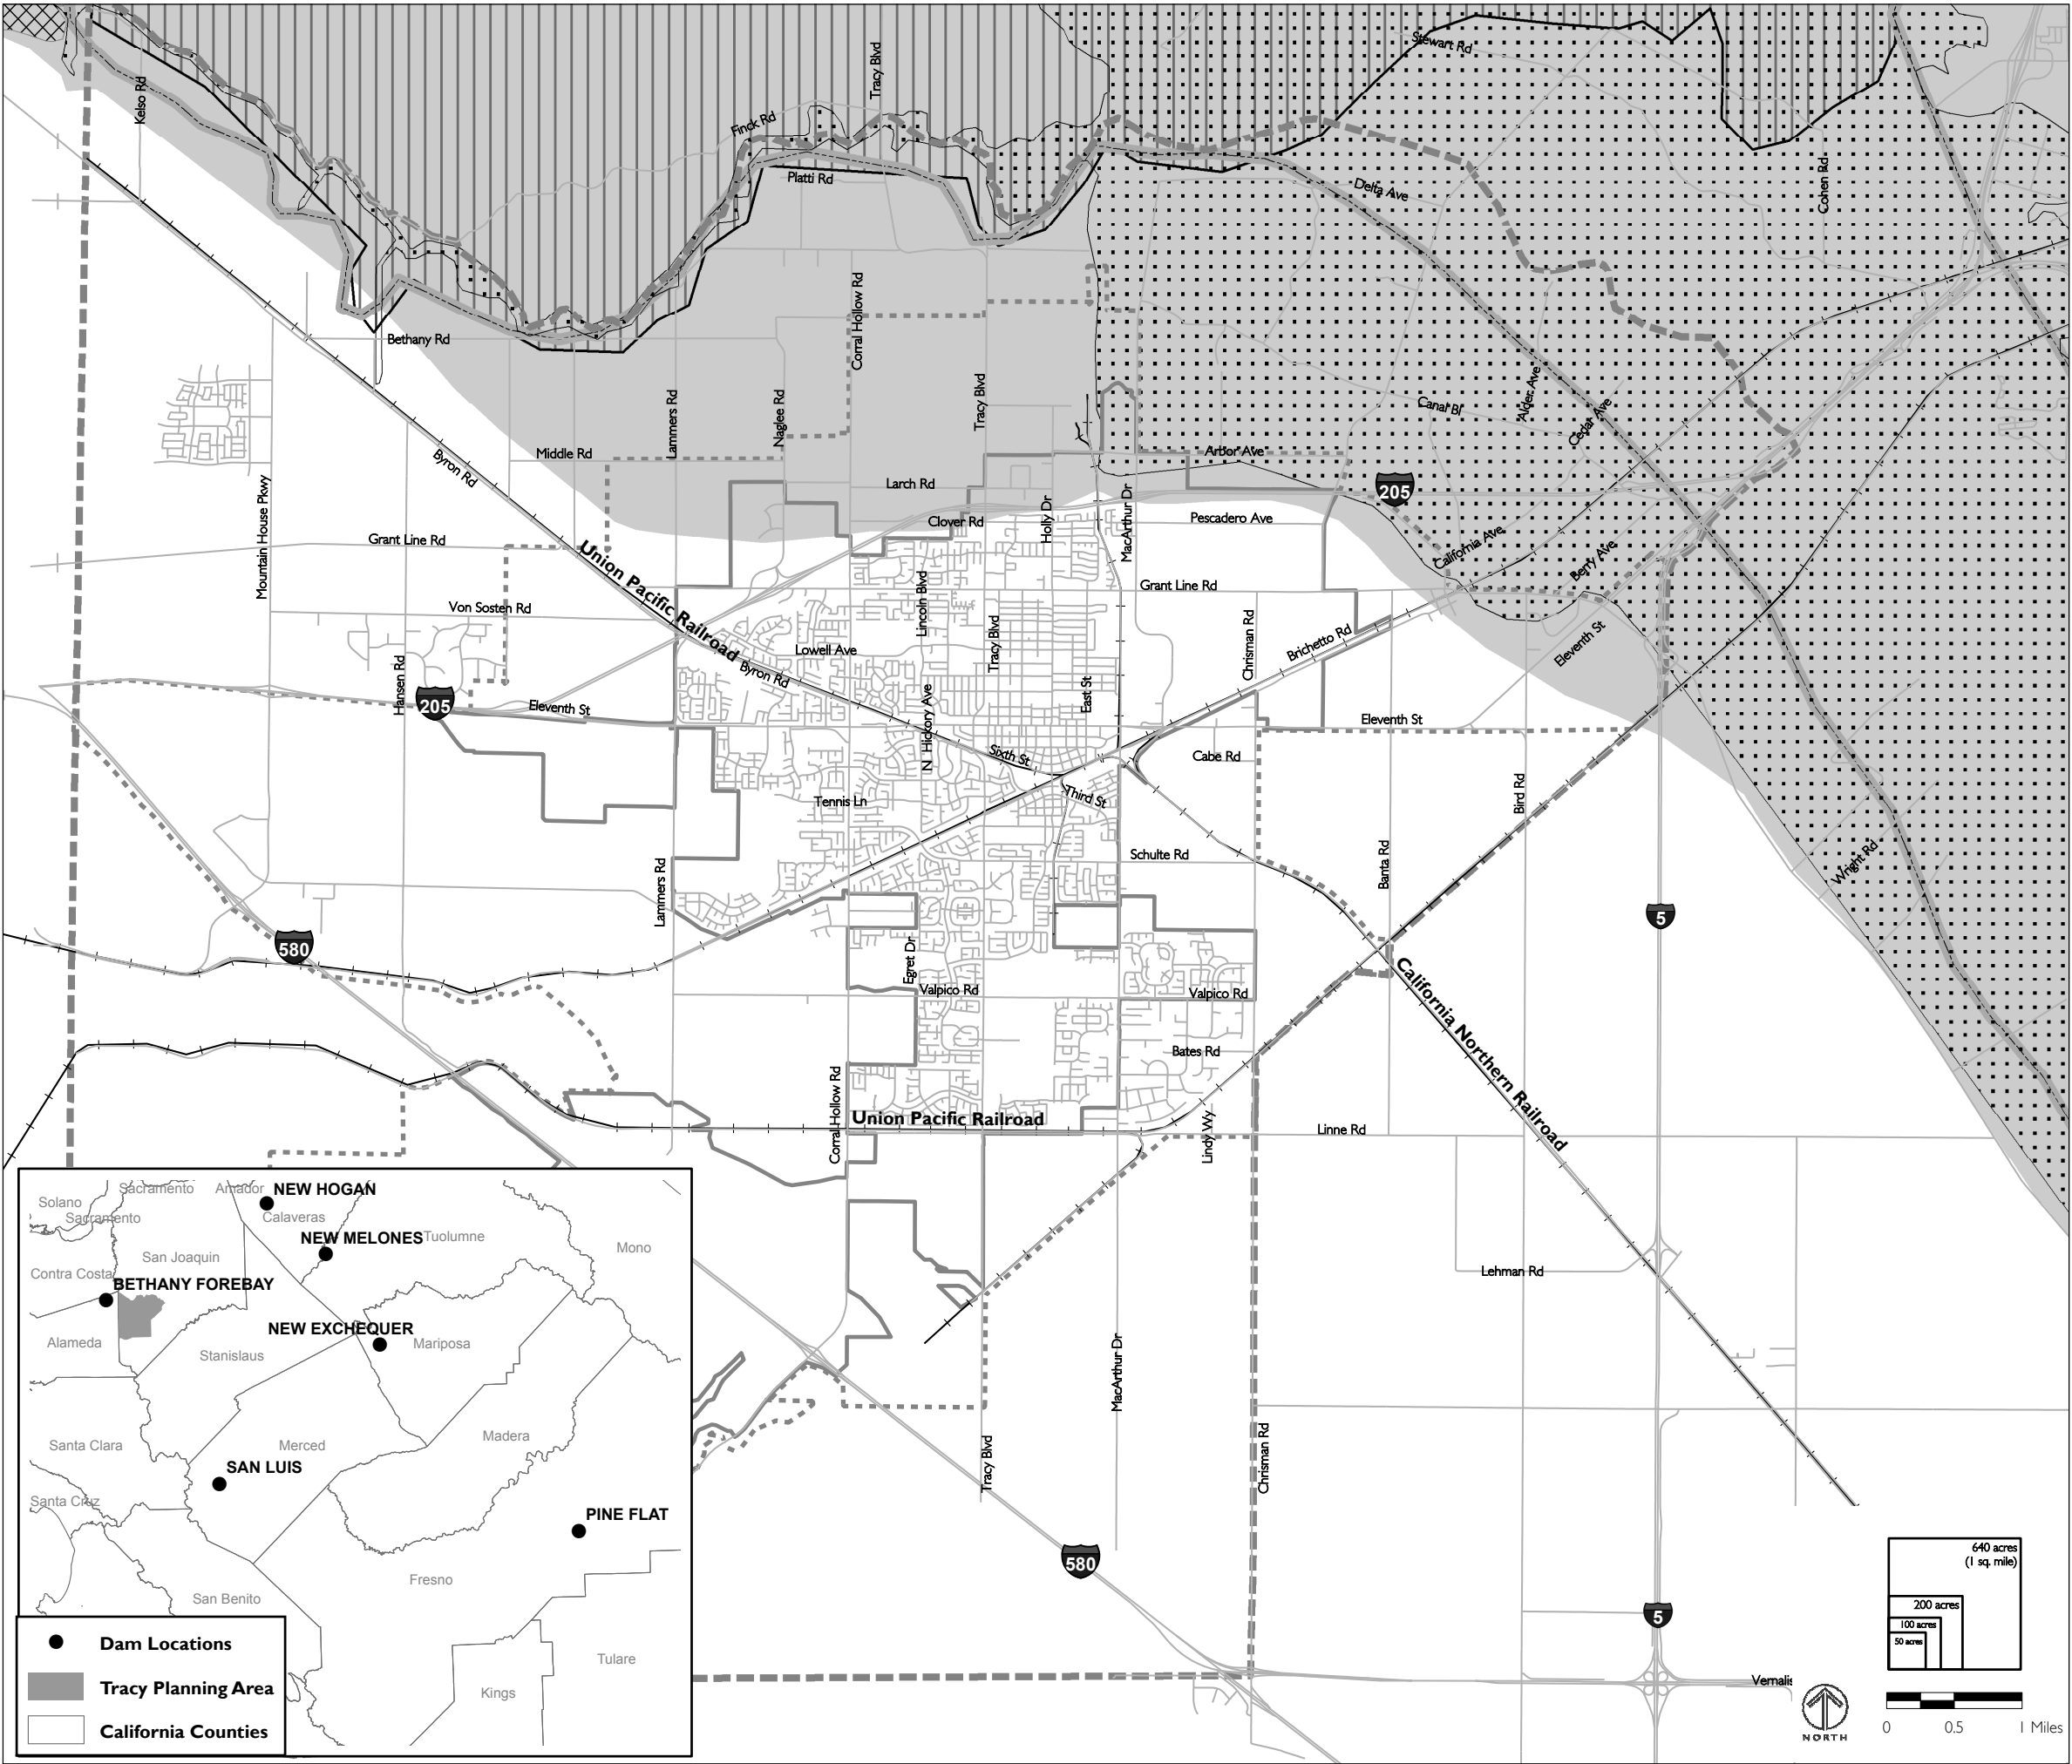 Stewart Rd
Tracy Blvd
Kelso Rd
Finck Rd
Platti Rd
Delta Ave
Cohen Rd
Corral Hollow Rd
Bethany Rd
Lammers Rd
Naglee Rd
Tracy Blvd
Canal Bl
Alder Ave
Cedar Ave
Middle Rd
Byron Rd
Arbor Ave
Larch Rd
205
Mountain House Pkwy
Clover Rd
Holly Dr
MacArthur Dr
Pescadero Ave
Grant Line Rd
Union Pacific Railroad
California Ave
Berry Ave
Grant Line Rd
Von Sosten Rd
Lincoln Blvd
Tracy Blvd
Chrisman Rd
Brichetto Rd
Eleventh St
Lowell Ave
Byron Rd
Hansen Rd
205
Eleventh St
N Hickory Ave
East St
Eleventh St
Sixth St
Cabe Rd
Bird Rd
Tennis Ln
Third St
Schulte Rd
Banta Rd
Wright Rd
Lammers Rd
5
580
Egret Dr
Valpico Rd
Valpico Rd
California Northern Railroad
Bates Rd
Corral Hollow Rd
Union Pacific Railroad
Lindy Wy
Linne Rd
Lehman Rd
MacArthur Dr
Tracy Blvd
Chrisman Rd
580
5
Vernalis
Solano
Sacramento
Amador
NEW HOGAN
Sacramento
Calaveras
NEW MELONES
Tuolumne
Mono
San Joaquin
Contra Costa
BETHANY FOREBAY
NEW EXCHEQUER
Alameda
Stanislaus
Mariposa
Santa Clara
Merced
Madera
SAN LUIS
Santa Cruz
PINE FLAT
Fresno
San Benito
Tulare
Kings
Dam Locations
Tracy Planning Area
California Counties
640 acres
(1 sq. mile)
200 acres
100 acres
50 acres
NORTH
0 0.5 1 Miles